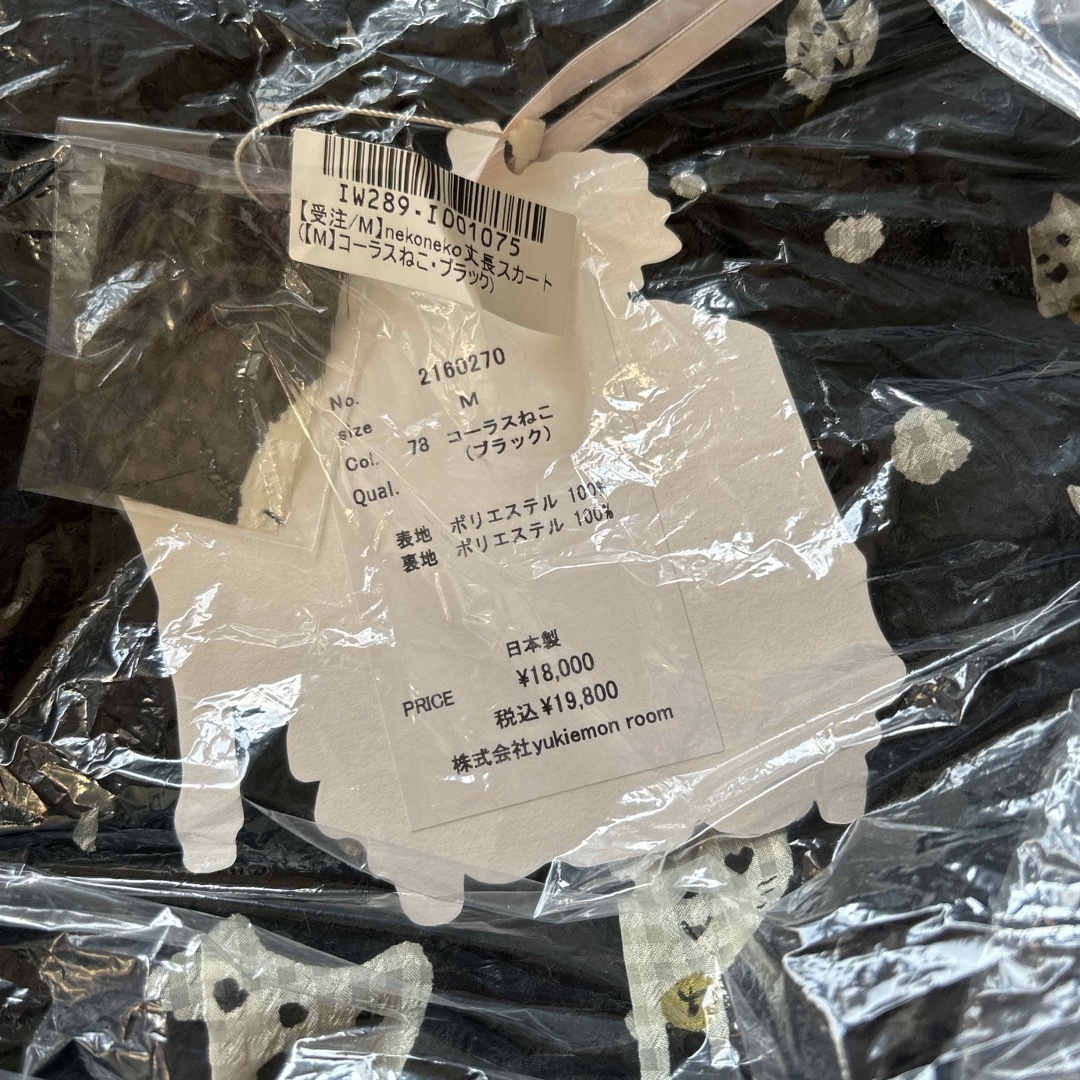 IW289-I001075
【受注/M】nekoneko丈長スカート
(【M】コーラスねこ・ブラック)
No. 2160270
size M
Col. 78 コーラスねこ
(ブラック)
Qual.
表地 ポリエステル 100%
裏地 ポリエステル 100%
日本製
PRICE ¥18,000
税込¥19,800
株式会社yukiemon room